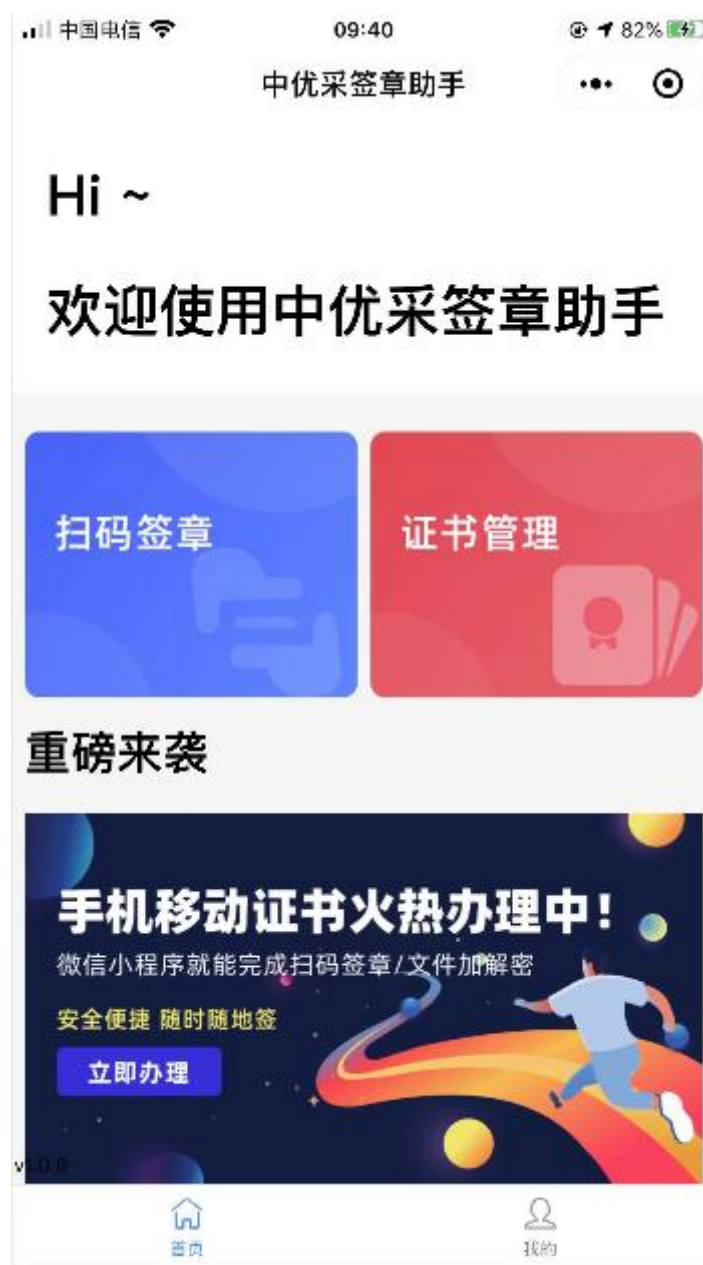 中国电信 09:40 82%
中优采签章助手
Hi ~
欢迎使用中优采签章助手
扫码签章 证书管理
重磅来袭
手机移动证书火热办理中!
微信小程序就能完成扫码签章/文件加解密
安全便捷 随时随地签
立即办理
v1.0.6
首页 我的